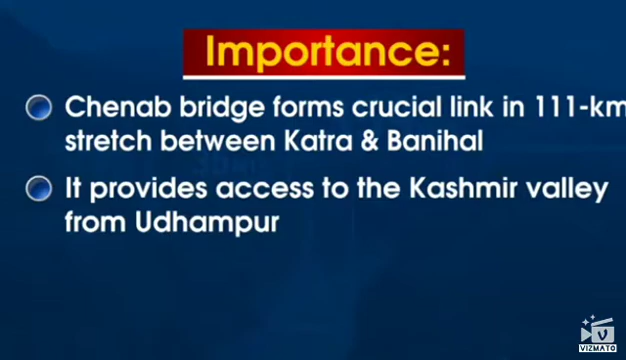 Importance:
Chenab bridge forms crucial link in 111-km
stretch between Katra & Banihal
It provides access to the Kashmir valley
from Udhampur
V
VIZMATO